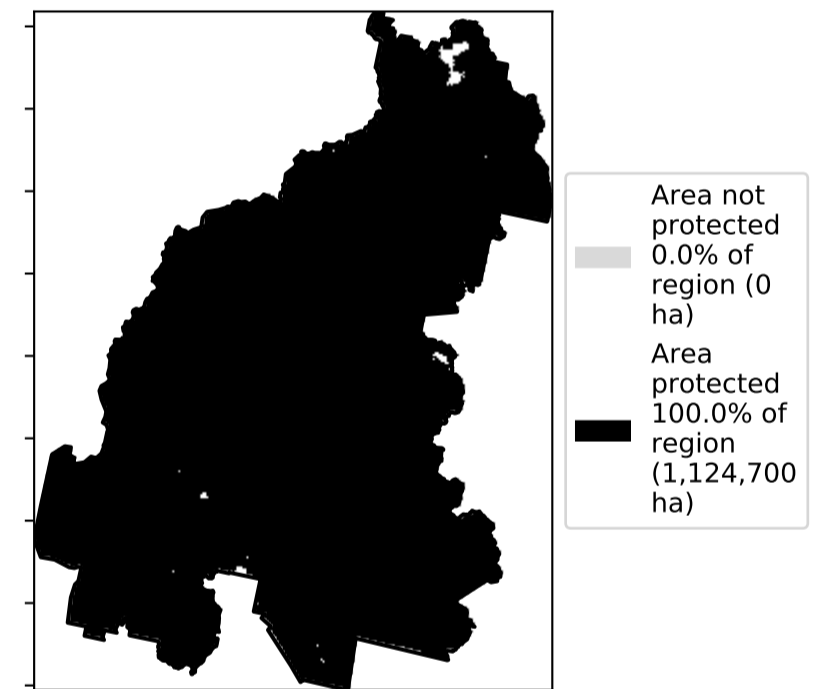 Area not
protected
0.0% of
region (0
ha)
Area
protected
100.0% of
region
(1,124,700
ha)